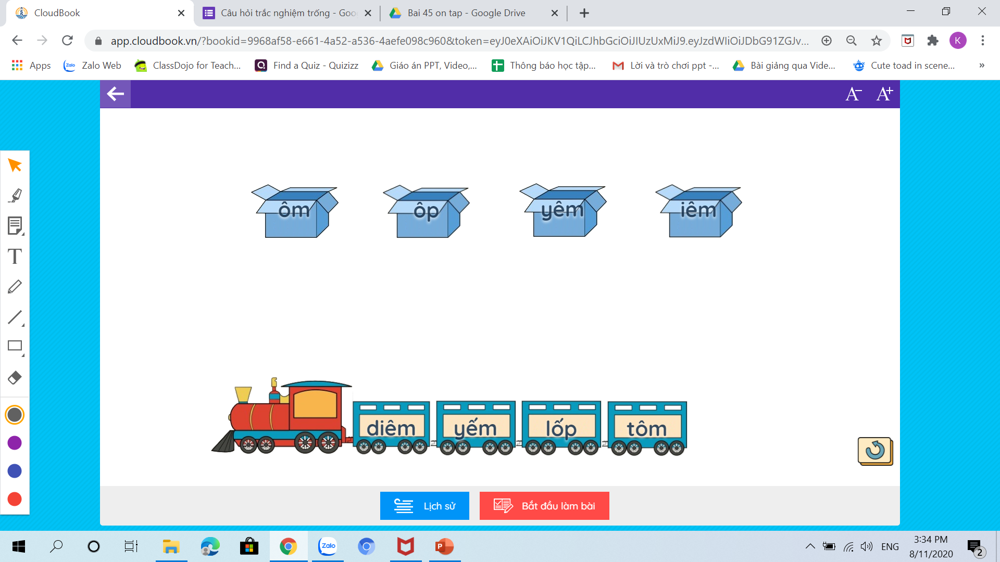 CloudBook
Câu hỏi trắc nghiệm trống - Goo
Bai 45 on tap - Google Drive
app.cloudbook.vn/?bookid=9968af58-e661-4a52-a536-4aefe098c960&token=eyJ0eXAiOiJKV1QiLCJhbGciOiJIUzUxMiJ9.eyJzdWIiOiJDbG91ZGJv...
K
Apps
Zalo Web
ClassDojo for Teach...
Find a Quiz - Quizizz
Giáo án PPT, Video,...
Thông báo học tập...
Lời và trò chơi ppt -...
Bài giảng qua Vide...
Cute toad in scene...
»
A- A+
ôm ôp yêm iêm
T
diêm yếm lốp tôm
Lịch sử
Bắt đầu làm bài
Zalo
P
ENG
3:34 PM
8/11/2020
2